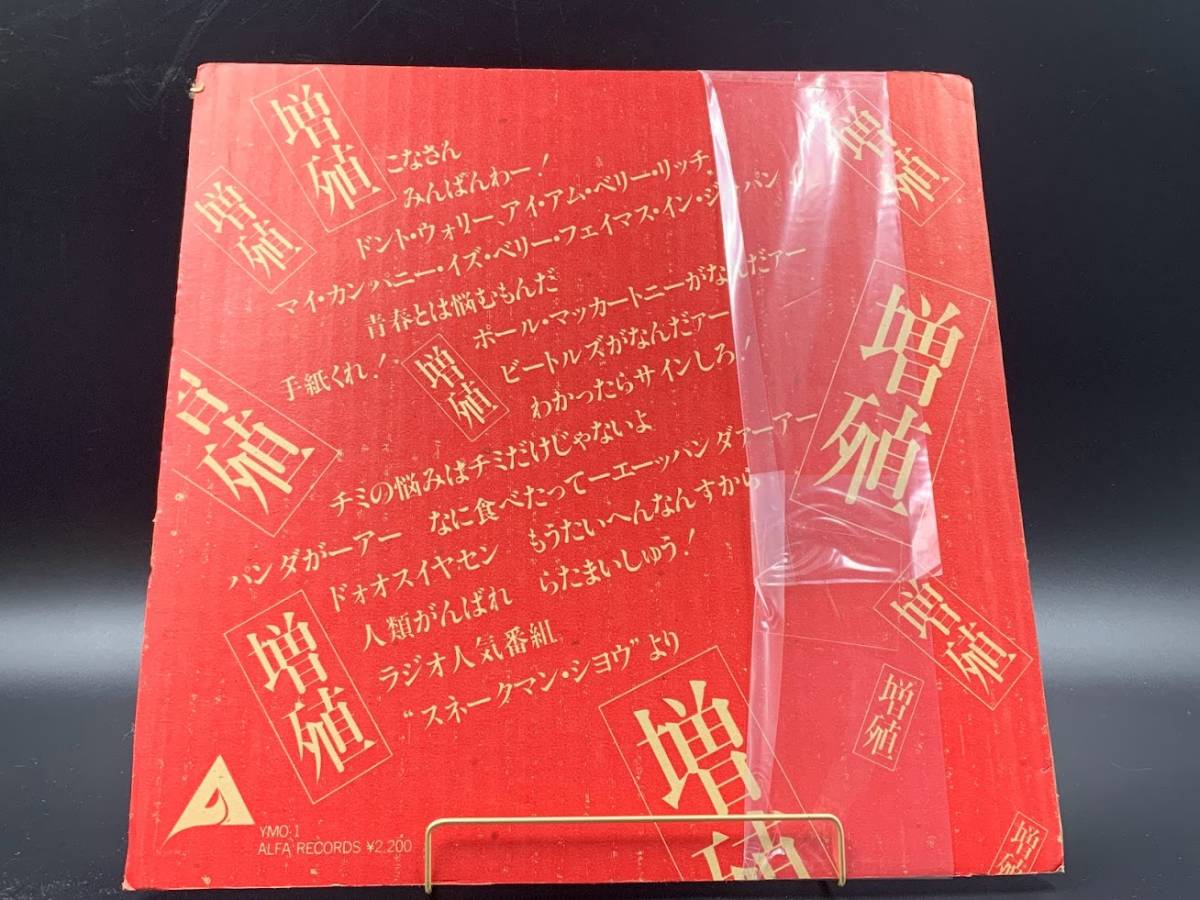 増殖
増殖
増殖
こなさん
みんばんわー!
ドント・ウォリー、アイ・アム・ベリー・リッチ、
マイ・カンパニー・イズ・ベリー・フェイマス・イン・ジャパン
青春とは悩むもんだ
ポール・マッカートニーがなんだァー
手紙くれ!
増殖
ビートルズがなんだァー
わかったらサインしろ!
増殖
殖
チミの悩みはチミだけじゃないよ
パンダがーアー なに食べたってーエーッパンダァーアー
ドォオスイヤセン もうたいへんなんすから
人類がんばれ らたまいしゅう!
ラジオ人気番組
“スネークマン・ショウ”より
増殖
増殖
増殖
増殖
増殖
YMO-1
ALFA RECORDS ¥2,200